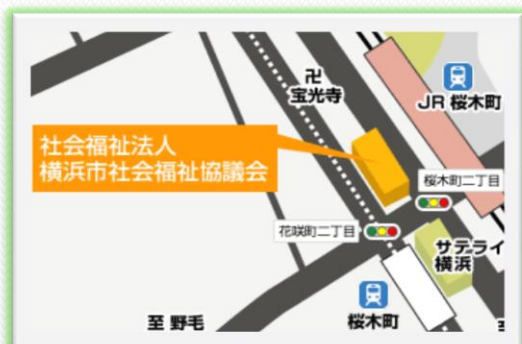 卍
宝光寺
JR 桜木町
社会福祉法人
横浜市社会福祉協議会
桜木町二丁目
花咲町二丁目
サテライ
横浜
至 野毛
桜木町
至